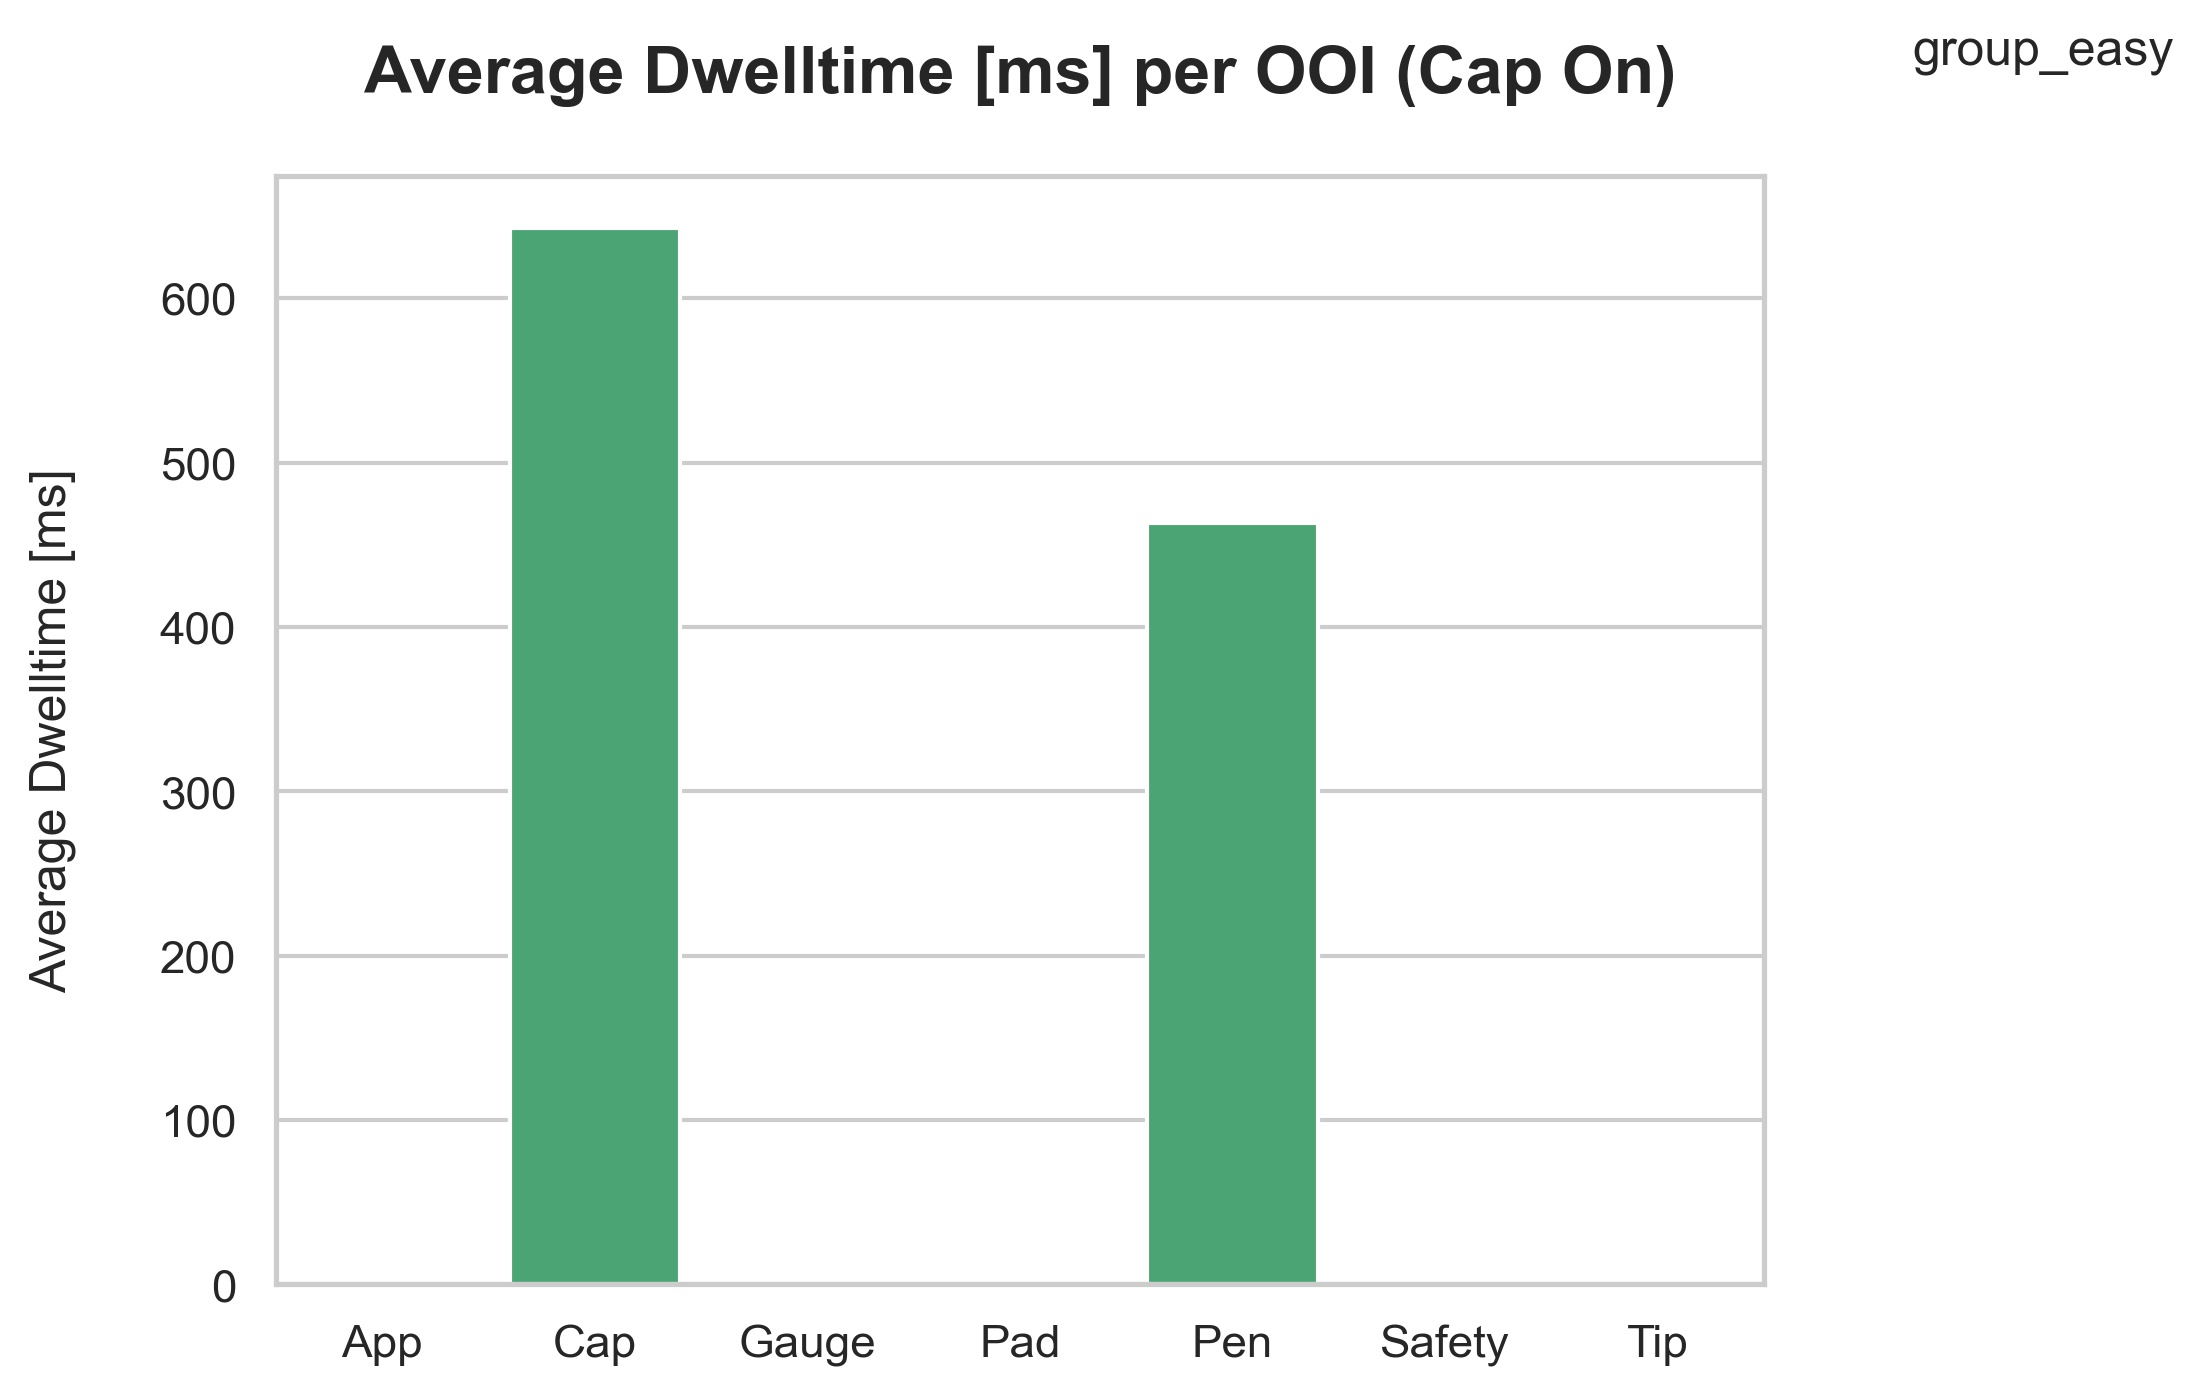 Average Dwelltime [ms] per OOI (Cap On)
group_easy
Average Dwelltime [ms]
600
500
400
300
200
100
0
App Cap Gauge Pad Pen Safety Tip